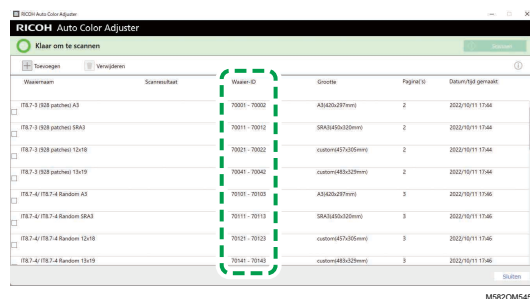 RICOH Auto Color Adjuster
RICOH Auto Color Adjuster
Klaar om te scannen
Toevoegen Verwijderen
Waaiernaam Scanresultaat Waaier-ID Grootte Pagina('s) Datum/tijd gemaakt
IT8.7-3 (928 patches) A3 70001 - 70002 A3(420x297mm) 2 2022/10/11 17:44
IT8.7-3 (928 patches) SRA3 70011 - 70012 SRA3(450x320mm) 2 2022/10/11 17:44
IT8.7-3 (928 patches) 12x18 70021 - 70022 custom(457x305mm) 2 2022/10/11 17:44
IT8.7-3 (928 patches) 13x19 70041 - 70042 custom(483x329mm) 2 2022/10/11 17:44
IT8.7-4/ IT8.7-4 Random A3 70101 - 70103 A3(420x297mm) 3 2022/10/11 17:46
IT8.7-4/ IT8.7-4 Random SRA3 70111 - 70113 SRA3(450x320mm) 3 2022/10/11 17:46
IT8.7-4/ IT8.7-4 Random 12x18 70121 - 70123 custom(457x305mm) 3 2022/10/11 17:46
IT8.7-4/ IT8.7-4 Random 13x19 70141 - 70143 custom(483x329mm) 3 2022/10/11 17:46
Sluiten
M582OM545